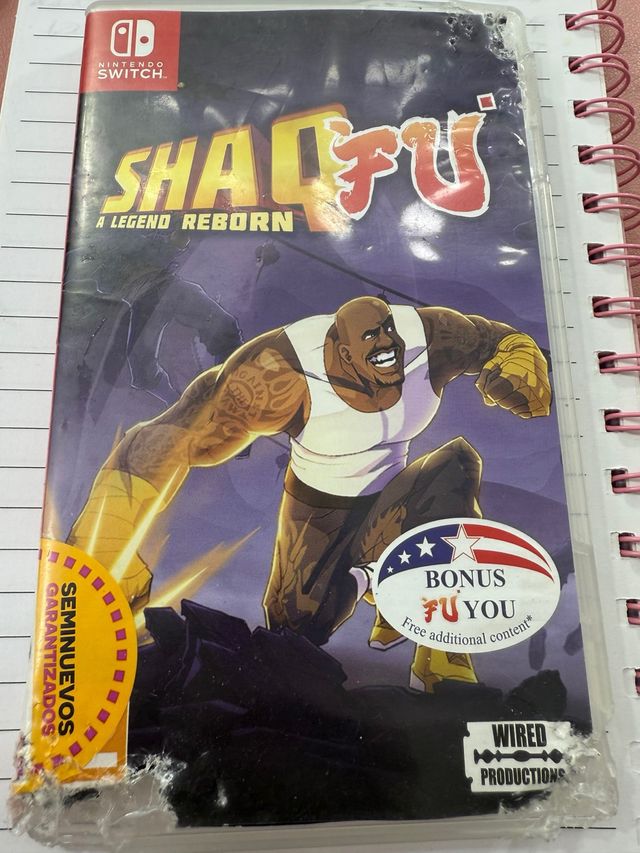 NINTENDO
SWITCH
SHAQ FU
A LEGEND REBORN
BONUS
FU YOU
Free additional content*
SEMINUEVOS
GARANTIZADOS
WIRED
PRODUCTIONS